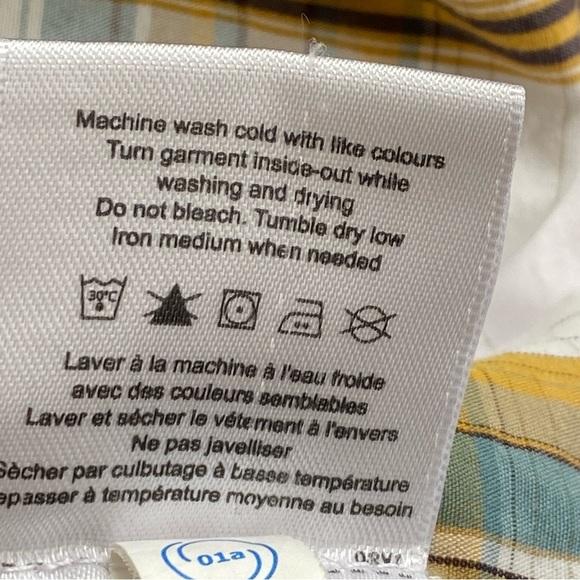 Machine wash cold with like colours
Turn garment inside-out while
washing and drying
Do not bleach. Tumble dry low
Iron medium when needed
30°C
Laver à la machine à l'eau froide
avec des couleurs semblables
Laver et sécher le vêtement à l'envers
Ne pas javelliser
Sècher par culbutage à basse température
epasser à température moyenne au besoin
01a